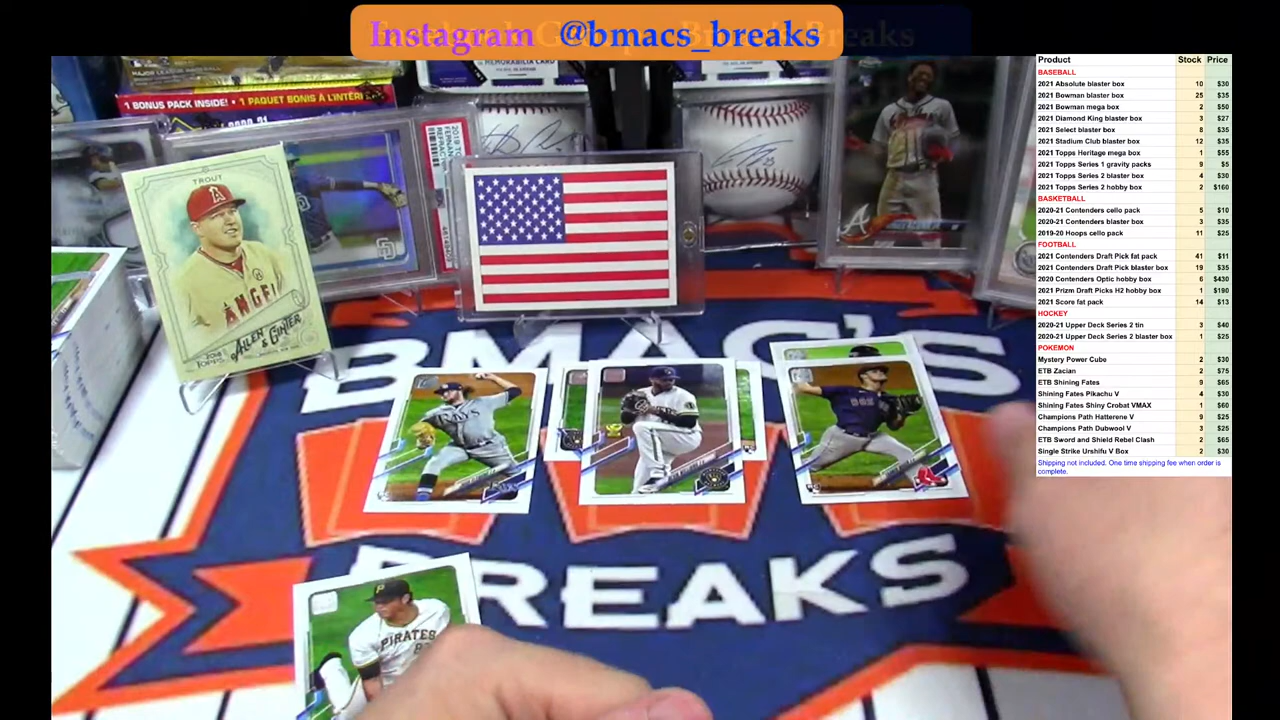 Instagram @bmacs_breaks
MEMORABILIA CARD
1 BONUS PACK INSIDE! • 1 PAQUET BONIS À L'INTÉRI
TROUT
ANGE
ALLEN & GINTER
BMAC'S
BREAKS
PIRATES
Product Stock Price
BASEBALL
2021 Absolute blaster box 10 $30
2021 Bowman blaster box 25 $35
2021 Bowman mega box 2 $50
2021 Diamond King blaster box 3 $27
2021 Select blaster box 8 $35
2021 Stadium Club blaster box 12 $35
2021 Topps Heritage mega box 1 $55
2021 Topps Series 1 gravity packs 9 $5
2021 Topps Series 2 blaster box 4 $30
2021 Topps Series 2 hobby box 2 $160
BASKETBALL
2020-21 Contenders cello pack 5 $10
2020-21 Contenders blaster box 3 $35
2019-20 Hoops cello pack 11 $25
FOOTBALL
2021 Contenders Draft Pick fat pack 41 $11
2021 Contenders Draft Pick blaster box 19 $35
2020 Contenders Optic hobby box 6 $430
2021 Prizm Draft Picks H2 hobby box 1 $190
2021 Score fat pack 14 $13
HOCKEY
2020-21 Upper Deck Series 2 tin 3 $40
2020-21 Upper Deck Series 2 blaster box 1 $25
POKEMON
Mystery Power Cube 2 $30
ETB Zacian 2 $75
ETB Shining Fates 9 $65
Shining Fates Pikachu V 4 $30
Shining Fates Shiny Crobat VMAX 1 $60
Champions Path Hatterene V 9 $25
Champions Path Dubwool V 3 $25
ETB Sword and Shield Rebel Clash 2 $65
Single Strike Urshifu V Box 2 $30
Shipping not included. One time shipping fee when order is
complete.